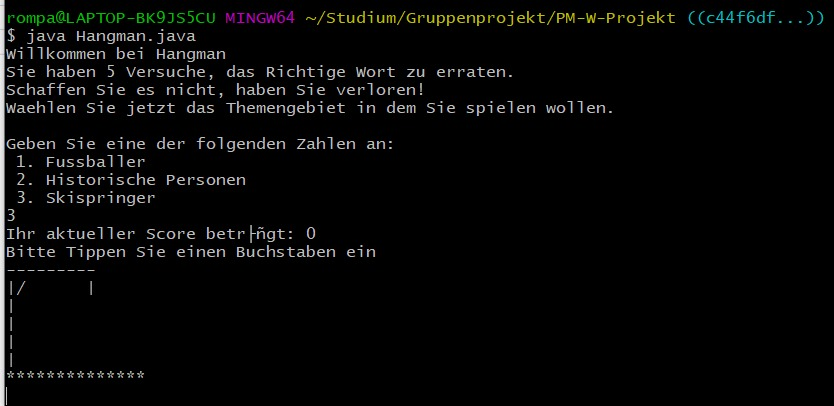 rompa@LAPTOP-BK9JS5CU MINGW64 ~/Studium/Gruppenprojekt/PM-W-Projekt ((c44f6df...))
$ java Hangman.java
Willkommen bei Hangman
Sie haben 5 Versuche, das Richtige Wort zu erraten.
Schaffen Sie es nicht, haben Sie verloren!
Waehlen Sie jetzt das Themengebiet in dem Sie spielen wollen.

Geben Sie eine der folgenden Zahlen an:
 1. Fussballer
 2. Historische Personen
 3. Skispringer
3
Ihr aktueller Score betr├ñgt: 0
Bitte Tippen Sie einen Buchstaben ein
---------
|/      |
|
|
|
|
**************